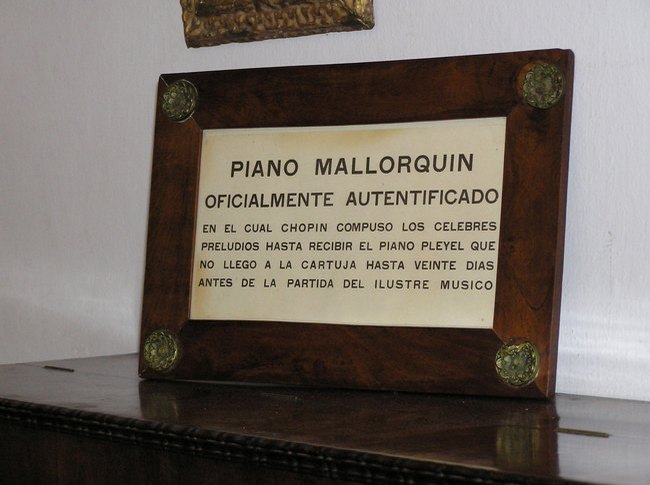 PIANO MALLORQUIN
OFICIALMENTE AUTENTIFICADO
EN EL CUAL CHOPIN COMPUSO LOS CELEBRES
PRELUDIOS HASTA RECIBIR EL PIANO PLEYEL QUE
NO LLEGO A LA CARTUJA HASTA VEINTE DIAS
ANTES DE LA PARTIDA DEL ILUSTRE MUSICO